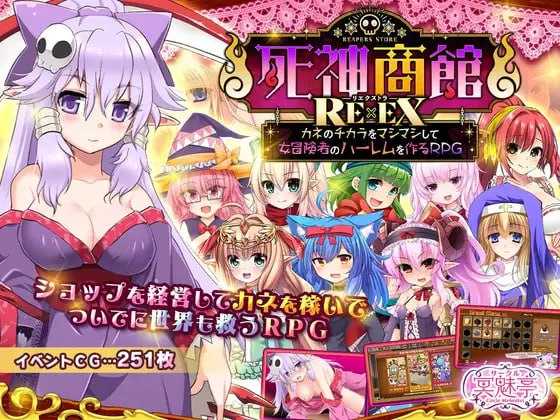 REAPERS STORE
死神商館
リエクストラ
RE×EX
カネのチカラをマシマシして
女冒険者のハーレムを作るRPG
ショップを経営してカネを稼いで
ついでに世界も救うRPG
イベントCG…251枚
サークル
冥魅亭